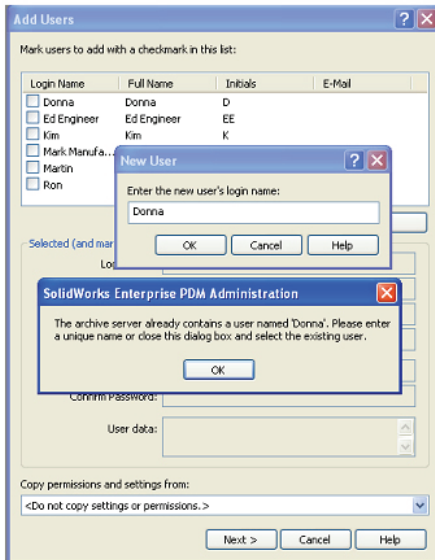 Add Users
Mark users to add with a checkmark in this list:
Login Name Full Name Initials E-Mail
Donna Donna D
Ed Engineer Ed Engineer EE
Kim Kim K
Mark Manufa...
Martin
Ron
New User
Enter the new user's login name:
Donna
OK Cancel Help
Selected (and mar
SolidWorks Enterprise PDM Administration
The archive server already contains a user named 'Donna'. Please enter
a unique name or close this dialog box and select the existing user.
OK
Confirm Password:
User data:
Copy permissions and settings from:
<Do not copy settings or permissions.>
Next > Cancel Help